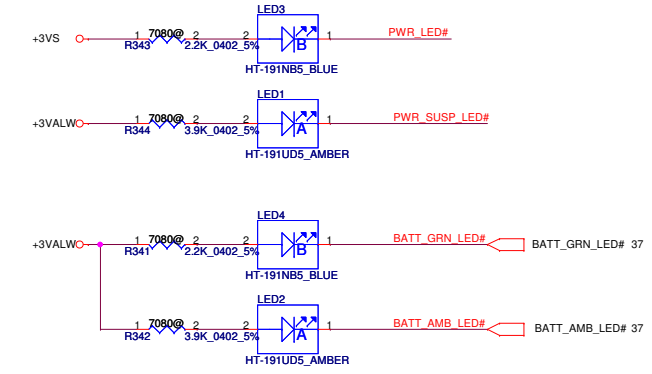 LED3
+3VS 1 7080@ 2 2 B 1 PWR_LED#
R343 2.2K_0402_5%
HT-191NB5_BLUE
LED1
+3VALW 1 7080@ 2 2 A 1 PWR_SUSP_LED#
R344 3.9K_0402_5%
HT-191UD5_AMBER
LED4
+3VALW 1 7080@ 2 2 B 1 BATT_GRN_LED# BATT_GRN_LED# 37
R341 2.2K_0402_5%
HT-191NB5_BLUE
LED2
1 7080@ 2 2 A 1 BATT_AMB_LED# BATT_AMB_LED# 37
R342 3.9K_0402_5%
HT-191UD5_AMBER